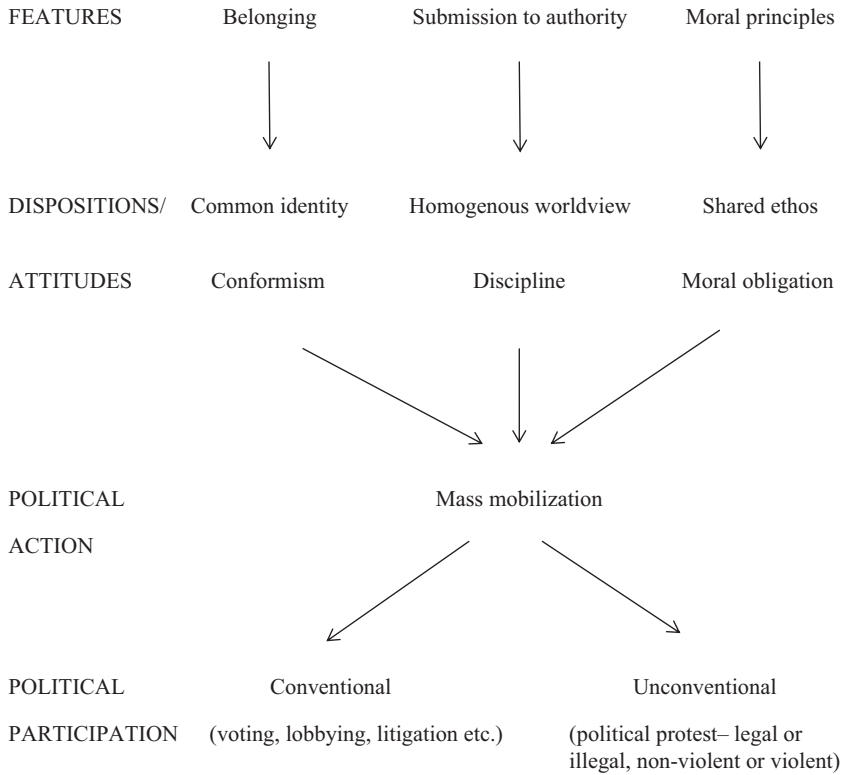 FEATURES Belonging Submission to authority Moral principles
DISPOSITIONS/ Common identity Homogenous worldview Shared ethos
ATTITUDES Conformism Discipline Moral obligation
POLITICAL Mass mobilization
ACTION
POLITICAL Conventional Unconventional
PARTICIPATION (voting, lobbying, litigation etc.) (political protest– legal or
illegal, non-violent or violent)